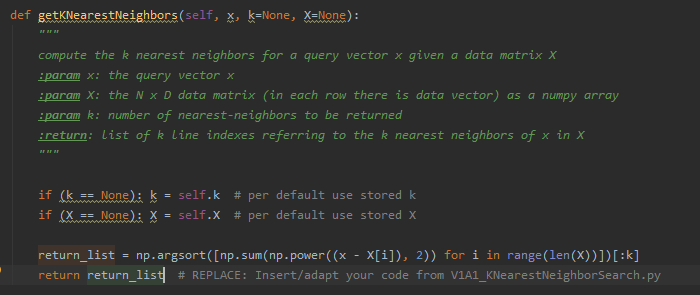 def getKNearestNeighbors(self, x, k=None, X=None):
"""
compute the k nearest neighbors for a query vector x given a data matrix X
:param x: the query vector x
:param X: the N x D data matrix (in each row there is data vector) as a numpy array
:param k: number of nearest-neighbors to be returned
:return: list of k line indexes referring to the k nearest neighbors of x in X
"""
if (k == None): k = self.k  # per default use stored k
if (X == None): X = self.X  # per default use stored X
return_list = np.argsort([np.sum(np.power((x - X[i]), 2)) for i in range(len(X))])[:k]
return return_list  # REPLACE: Insert/adapt your code from V1A1_KNearestNeighborSearch.py